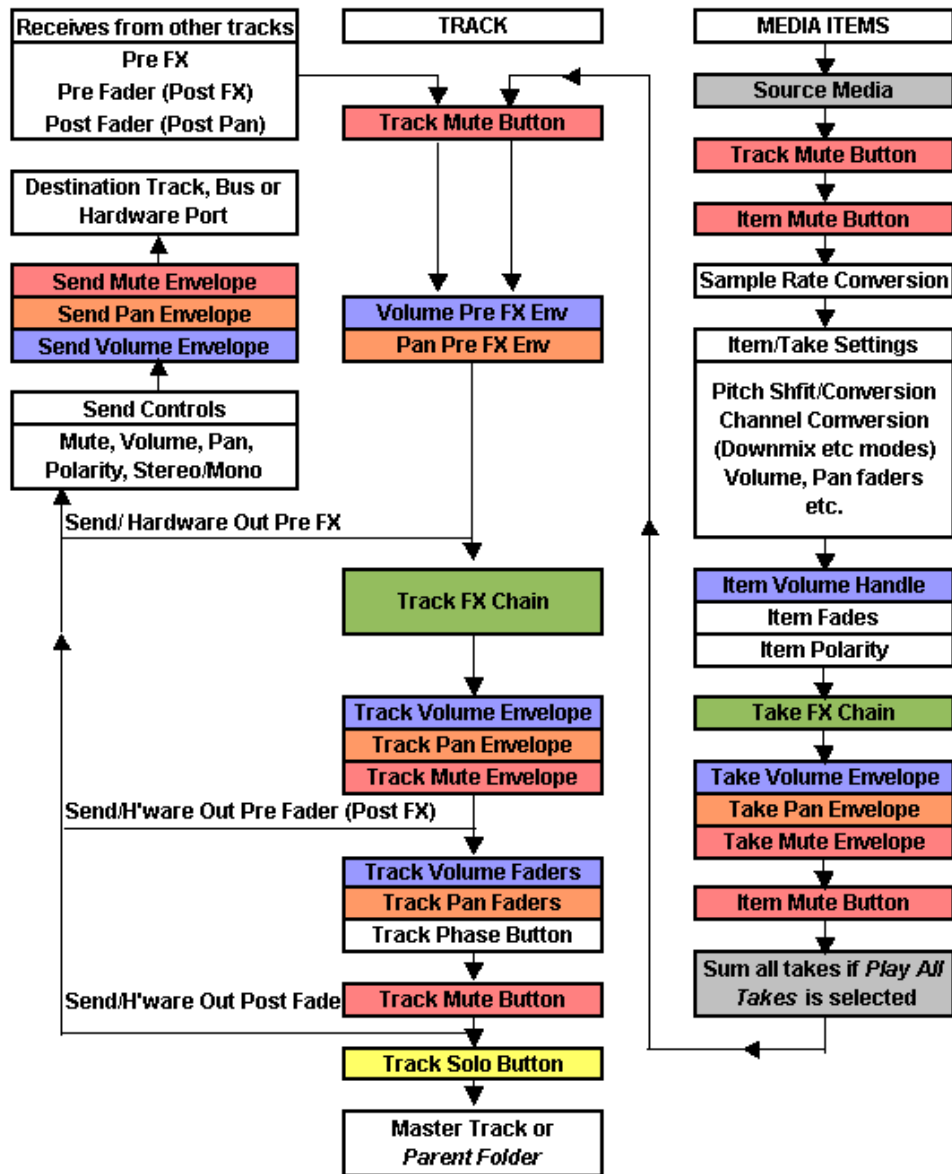 Receives from other tracks
Pre FX
Pre Fader (Post FX)
Post Fader (Post Pan)
Destination Track, Bus or
Hardware Port
Send Mute Envelope
Send Pan Envelope
Send Volume Envelope
Send Controls
Mute, Volume, Pan,
Polarity, Stereo/Mono
Send/ Hardware Out Pre FX
Send/H'ware Out Pre Fader (Post FX)
Send/H'ware Out Post Fade
TRACK
Track Mute Button
Volume Pre FX Env
Pan Pre FX Env
Track FX Chain
Track Volume Envelope
Track Pan Envelope
Track Mute Envelope
Track Volume Faders
Track Pan Faders
Track Phase Button
Track Mute Button
Track Solo Button
Master Track or
Parent Folder
MEDIA ITEMS
Source Media
Track Mute Button
Item Mute Button
Sample Rate Conversion
Item/Take Settings
Pitch Shfit/Conversion
Channel Comversion
(Downmix etc modes)
Volume, Pan faders
etc.
Item Volume Handle
Item Fades
Item Polarity
Take FX Chain
Take Volume Envelope
Take Pan Envelope
Take Mute Envelope
Item Mute Button
Sum all takes if Play All
Takes is selected